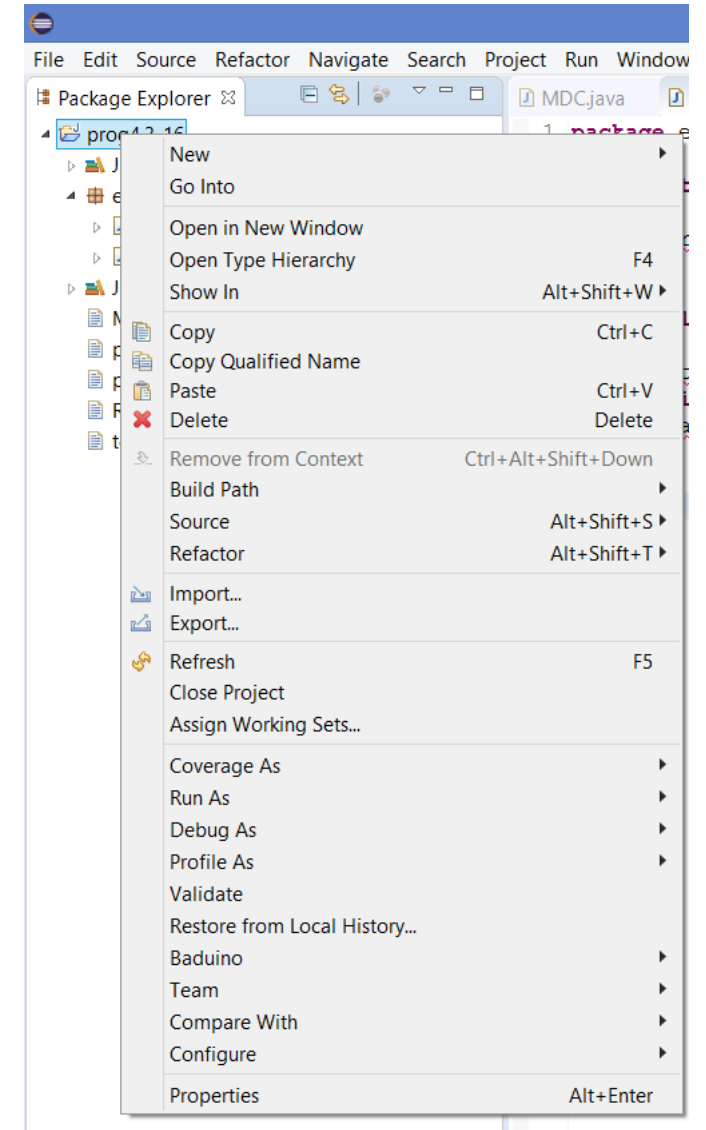 File Edit Source Refactor Navigate Search Project Run Window
Package Explorer
MDC.java
1 package
New
Go Into
Open in New Window
Open Type Hierarchy F4
Show In Alt+Shift+W
Copy Ctrl+C
Copy Qualified Name
Paste Ctrl+V
Delete Delete
Remove from Context Ctrl+Alt+Shift+Down
Build Path
Source Alt+Shift+S
Refactor Alt+Shift+T
Import...
Export...
Refresh F5
Close Project
Assign Working Sets...
Coverage As
Run As
Debug As
Profile As
Validate
Restore from Local History...
Baduino
Team
Compare With
Configure
Properties Alt+Enter